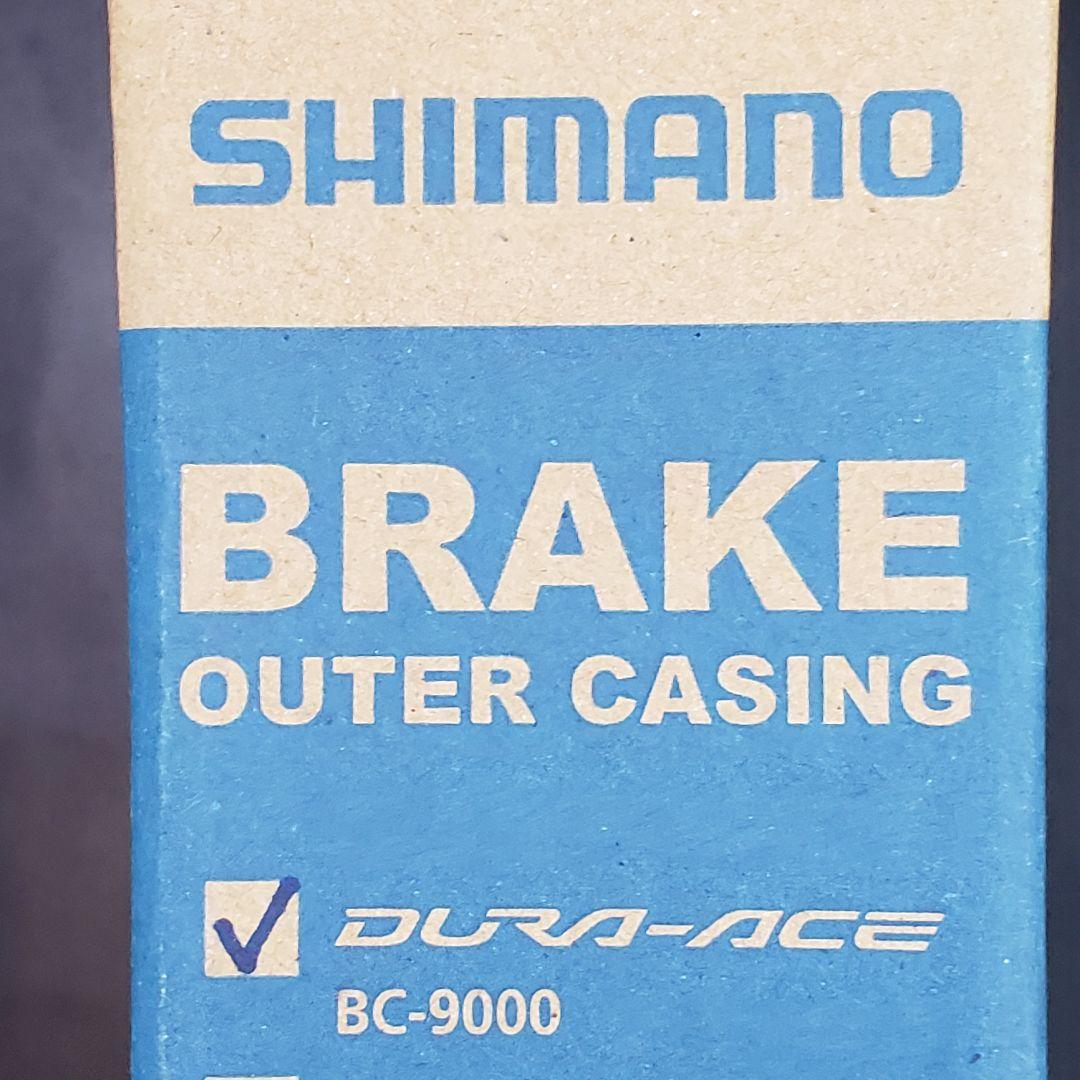 SHIMANO
BRAKE
OUTER CASING
DURA-ACE
BC-9000